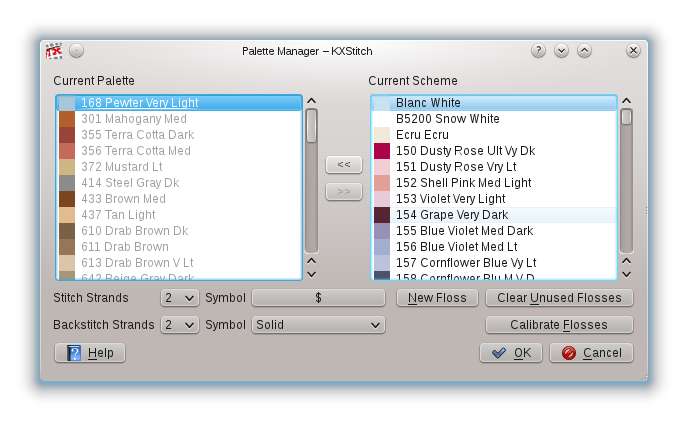 Palette Manager – KXStitch
Current Palette
168 Pewter Very Light
301 Mahogany Med
355 Terra Cotta Dark
356 Terra Cotta Med
372 Mustard Lt
414 Steel Gray Dk
433 Brown Med
437 Tan Light
610 Drab Brown Dk
611 Drab Brown
613 Drab Brown V Lt
642 Beige Gray Dark
<<
>>
Current Scheme
Blanc White
B5200 Snow White
Ecru Ecru
150 Dusty Rose Ult Vy Dk
151 Dusty Rose Vry Lt
152 Shell Pink Med Light
153 Violet Very Light
154 Grape Very Dark
155 Blue Violet Med Dark
156 Blue Violet Med Lt
157 Cornflower Blue Vy Lt
158 Cornflower Blu M V D
Stitch Strands 2 Symbol $ New Floss Clear Unused Flosses
Backstitch Strands 2 Symbol Solid Calibrate Flosses
Help OK Cancel